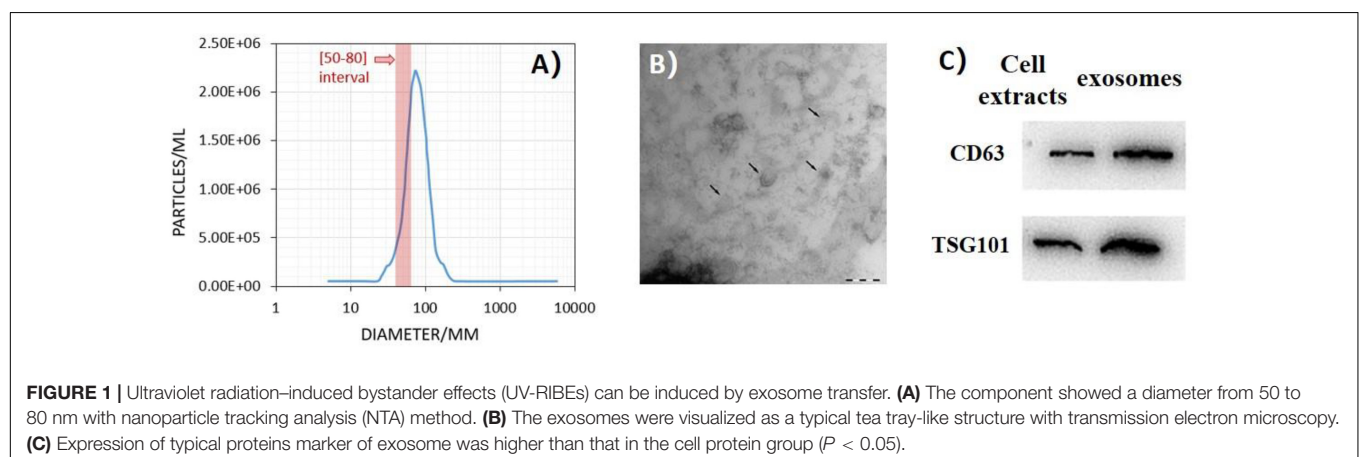 2.50E+06
2.00E+06
1.50E+06
1.00E+06
5.00E+05
0.00E+00
PARTICLES/ML
[50-80]
interval
A)
1
10
100
1000
10000
DIAMETER/MM
B)
C)
Cell
extracts
exosomes
CD63
TSG101
FIGURE 1 | Ultraviolet radiation–induced bystander effects (UV-RIBEs) can be induced by exosome transfer. (A) The component showed a diameter from 50 to
80 nm with nanoparticle tracking analysis (NTA) method. (B) The exosomes were visualized as a typical tea tray-like structure with transmission electron microscopy.
(C) Expression of typical proteins marker of exosome was higher than that in the cell protein group (P < 0.05).